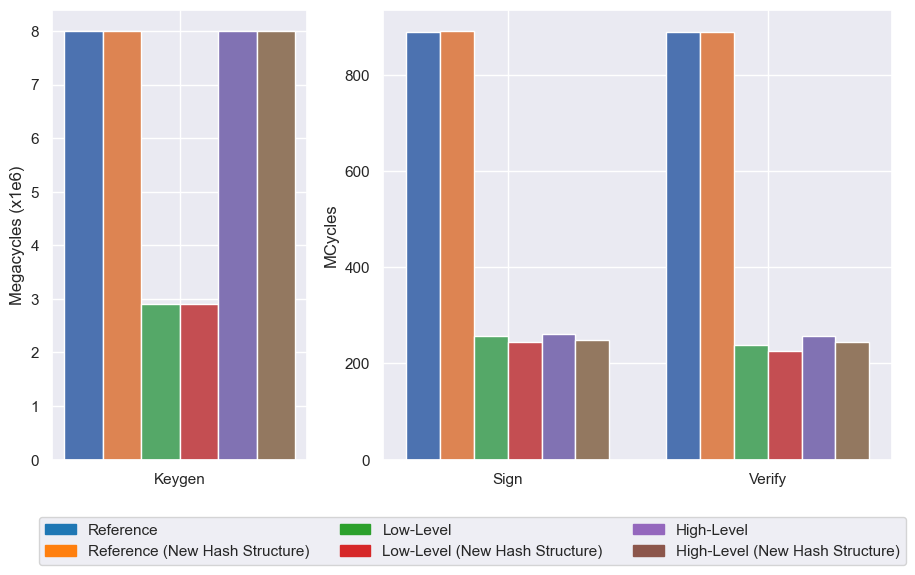 Megacycles (x1e6)
8
7
6
5
4
3
2
1
0
Keygen
MCycles
800
600
400
200
0
Sign
Verify
Reference
Reference (New Hash Structure)
Low-Level
Low-Level (New Hash Structure)
High-Level
High-Level (New Hash Structure)